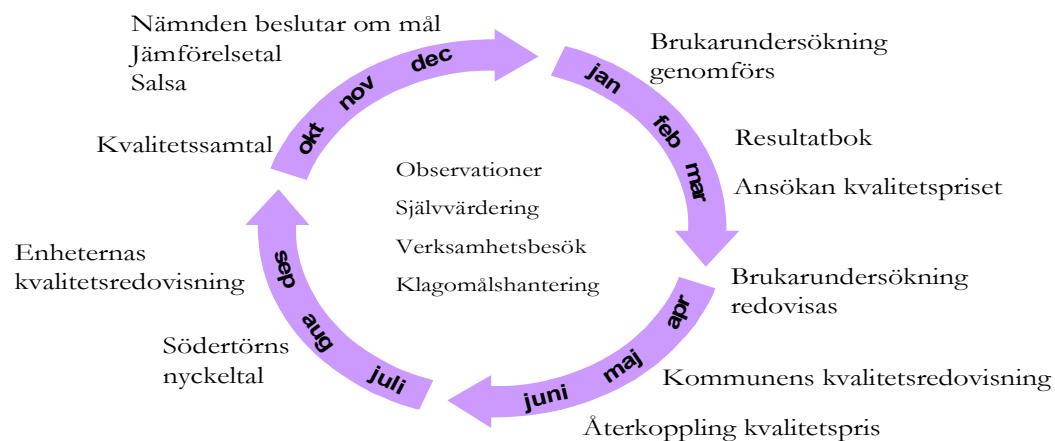 Nämnden beslutar om mål
Jämförelsetal
Salsa
Kvalitetssamtal
Enheternas
kvalitetsredovisning
Södertörns
nyckeltal
okt
nov
dec
jan
feb
mar
apr
maj
juni
juli
aug
sep
Observationer
Självvärdering
Verksamhetsbesök
Klagomålshantering
Brukarundersökning
genomförs
Resultatbok
Ansökan kvalitetspriset
Brukarundersökning
redovisas
Kommunens kvalitetsredovisning
Återkoppling kvalitetspris